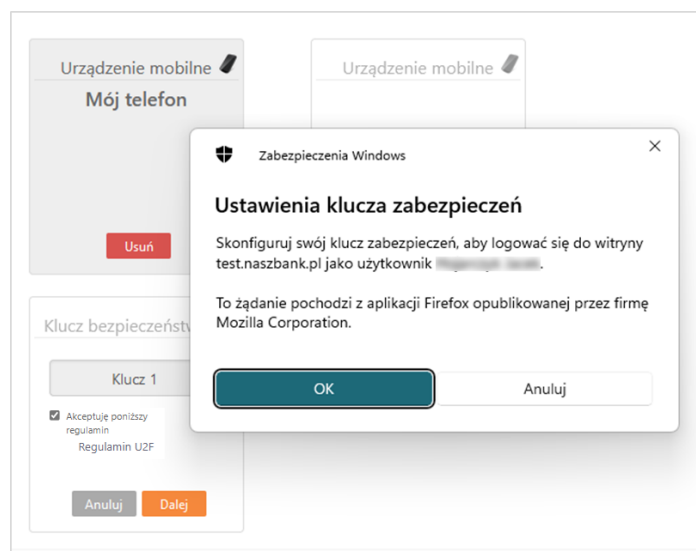 Urządzenie mobilne
Mój telefon
Usuń
Urządzenie mobilne
Zabezpieczenia Windows
Ustawienia klucza zabezpieczeń
Skonfiguruj swój klucz zabezpieczeń, aby logować się do witryny
test.naszbank.pl jako użytkownik
To żądanie pochodzi z aplikacji Firefox opublikowanej przez firmę
Mozilla Corporation.
OK
Anuluj
Klucz
Klucz 1
Akceptuję poniższy
regulamin
Regulamin U2F
Anuluj
Dalej